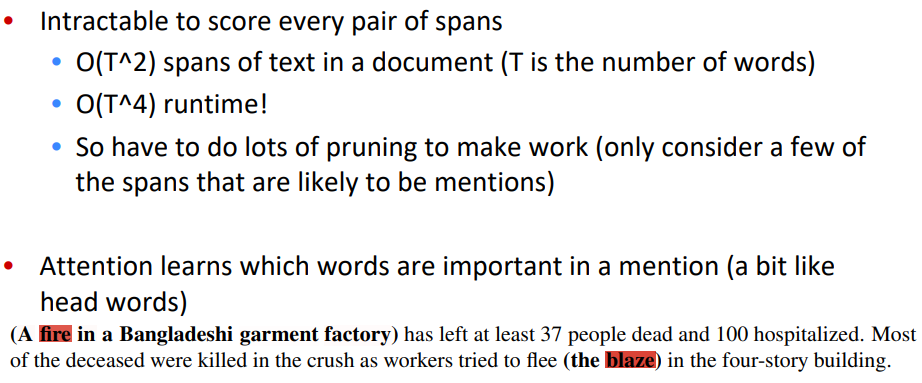 • Intractable to score every pair of spans
• O(T^2) spans of text in a document (T is the number of words)
• O(T^4) runtime!
• So have to do lots of pruning to make work (only consider a few of
the spans that are likely to be mentions)
• Attention learns which words are important in a mention (a bit like
head words)
(A fire in a Bangladeshi garment factory) has left at least 37 people dead and 100 hospitalized. Most
of the deceased were killed in the crush as workers tried to flee (the blaze) in the four-story building.